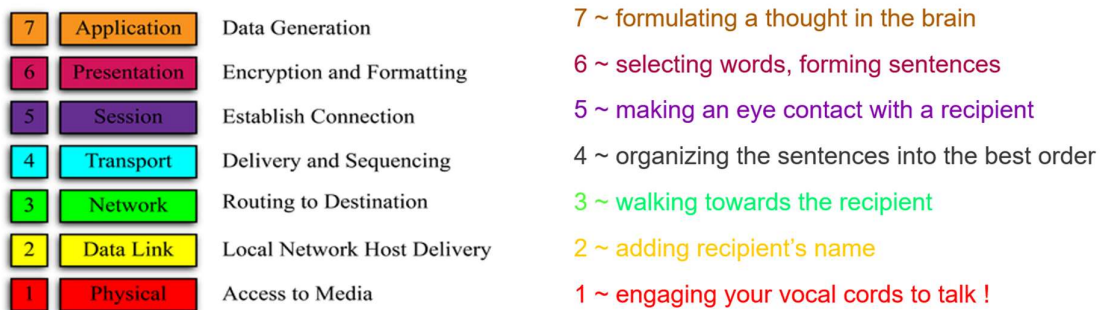 7 Application Data Generation 7 ~ formulating a thought in the brain
6 Presentation Encryption and Formatting 6 ~ selecting words, forming sentences
5 Session Establish Connection 5 ~ making an eye contact with a recipient
4 Transport Delivery and Sequencing 4 ~ organizing the sentences into the best order
3 Network Routing to Destination 3 ~ walking towards the recipient
2 Data Link Local Network Host Delivery 2 ~ adding recipient's name
1 Physical Access to Media 1 ~ engaging your vocal cords to talk !